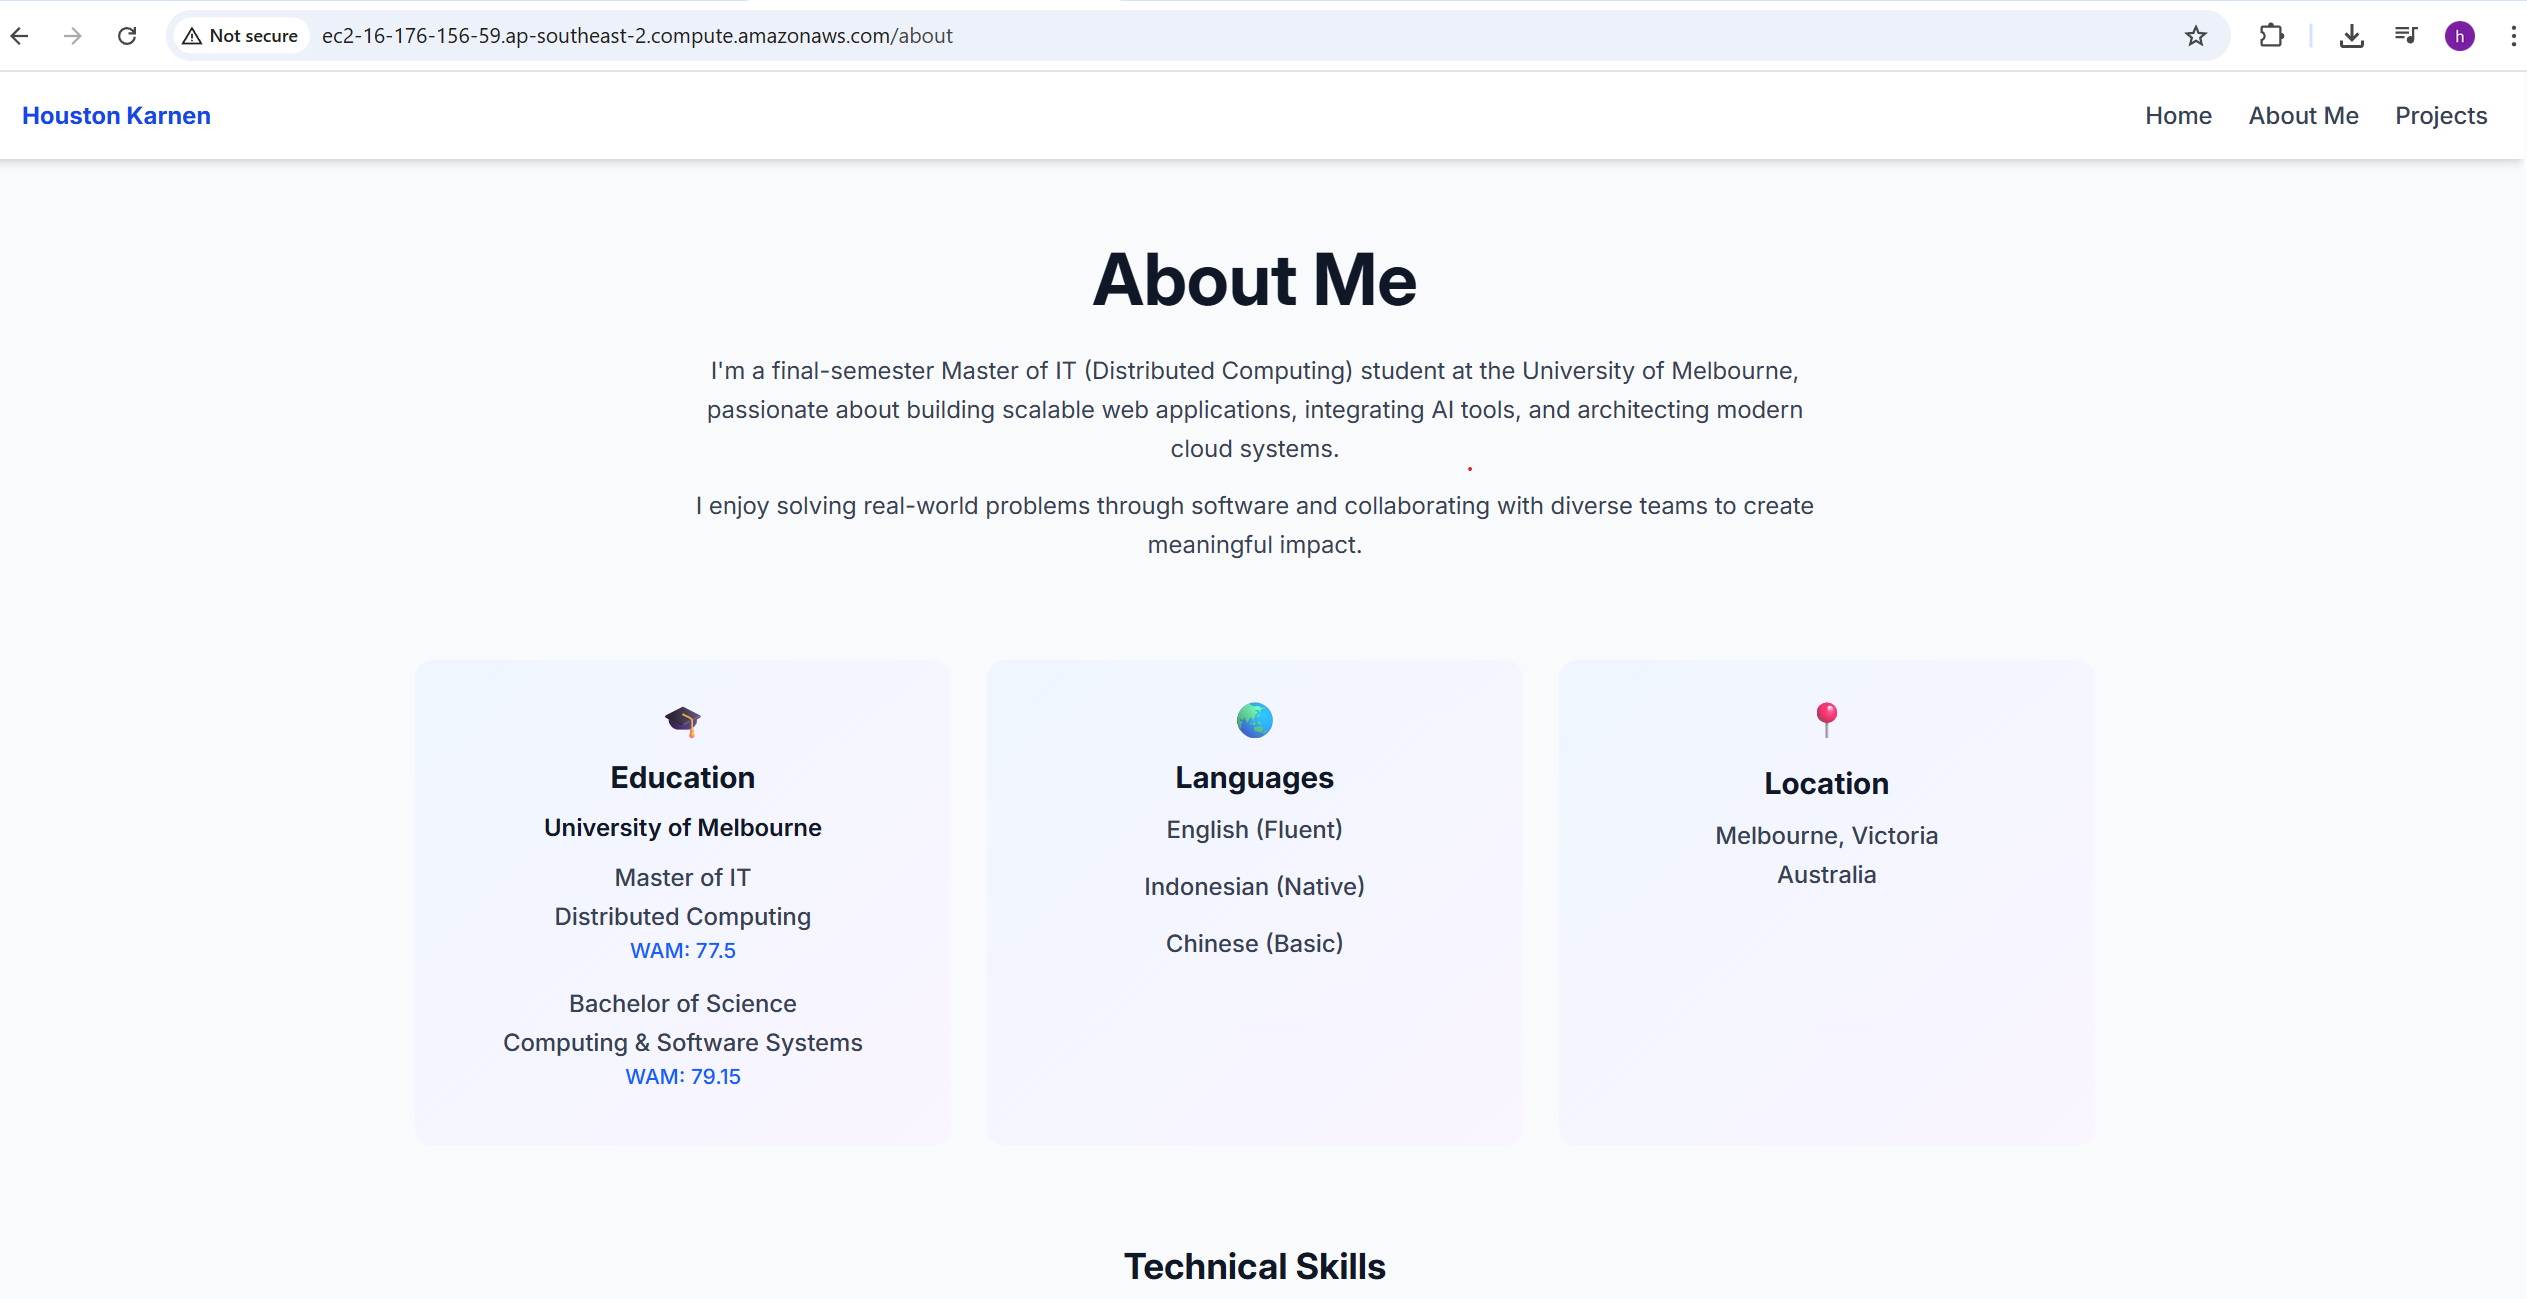 Not secure ec2-16-176-156-59.ap-southeast-2.compute.amazonaws.com/about h
Houston Karnen Home About Me Projects
About Me
I'm a final-semester Master of IT (Distributed Computing) student at the University of Melbourne,
passionate about building scalable web applications, integrating AI tools, and architecting modern
cloud systems.
I enjoy solving real-world problems through software and collaborating with diverse teams to create
meaningful impact.
Education
University of Melbourne
Master of IT
Distributed Computing
WAM: 77.5
Bachelor of Science
Computing & Software Systems
WAM: 79.15
Languages
English (Fluent)
Indonesian (Native)
Chinese (Basic)
Location
Melbourne, Victoria
Australia
Technical Skills